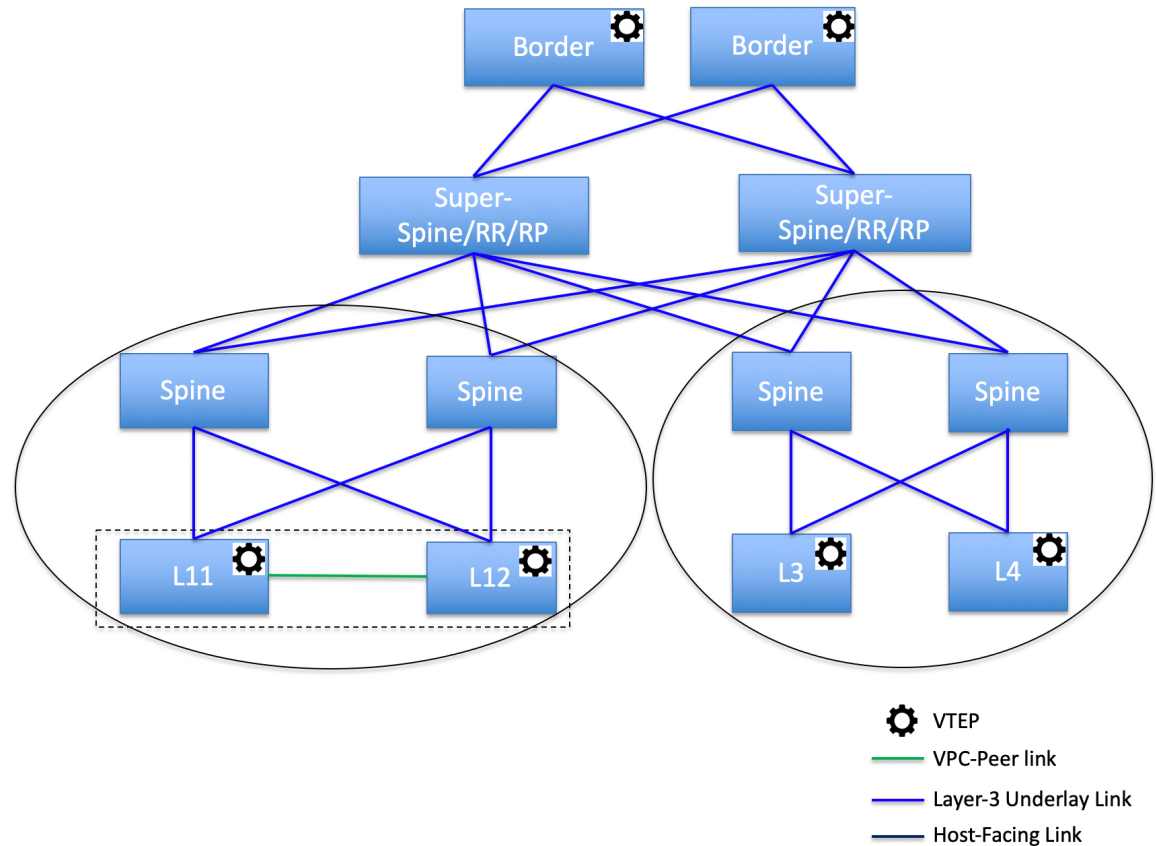 Border
Border
Super-
Spine/RR/RP
Super-
Spine/RR/RP
Spine
Spine
Spine
Spine
L11
L12
L3
L4
VTEP
VPC-Peer link
Layer-3 Underlay Link
Host-Facing Link